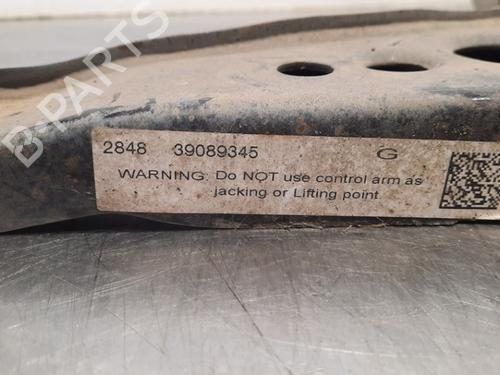 B-PARTS
2848 39089345 G
WARNING: Do NOT use control arm as
jacking or Lifting point